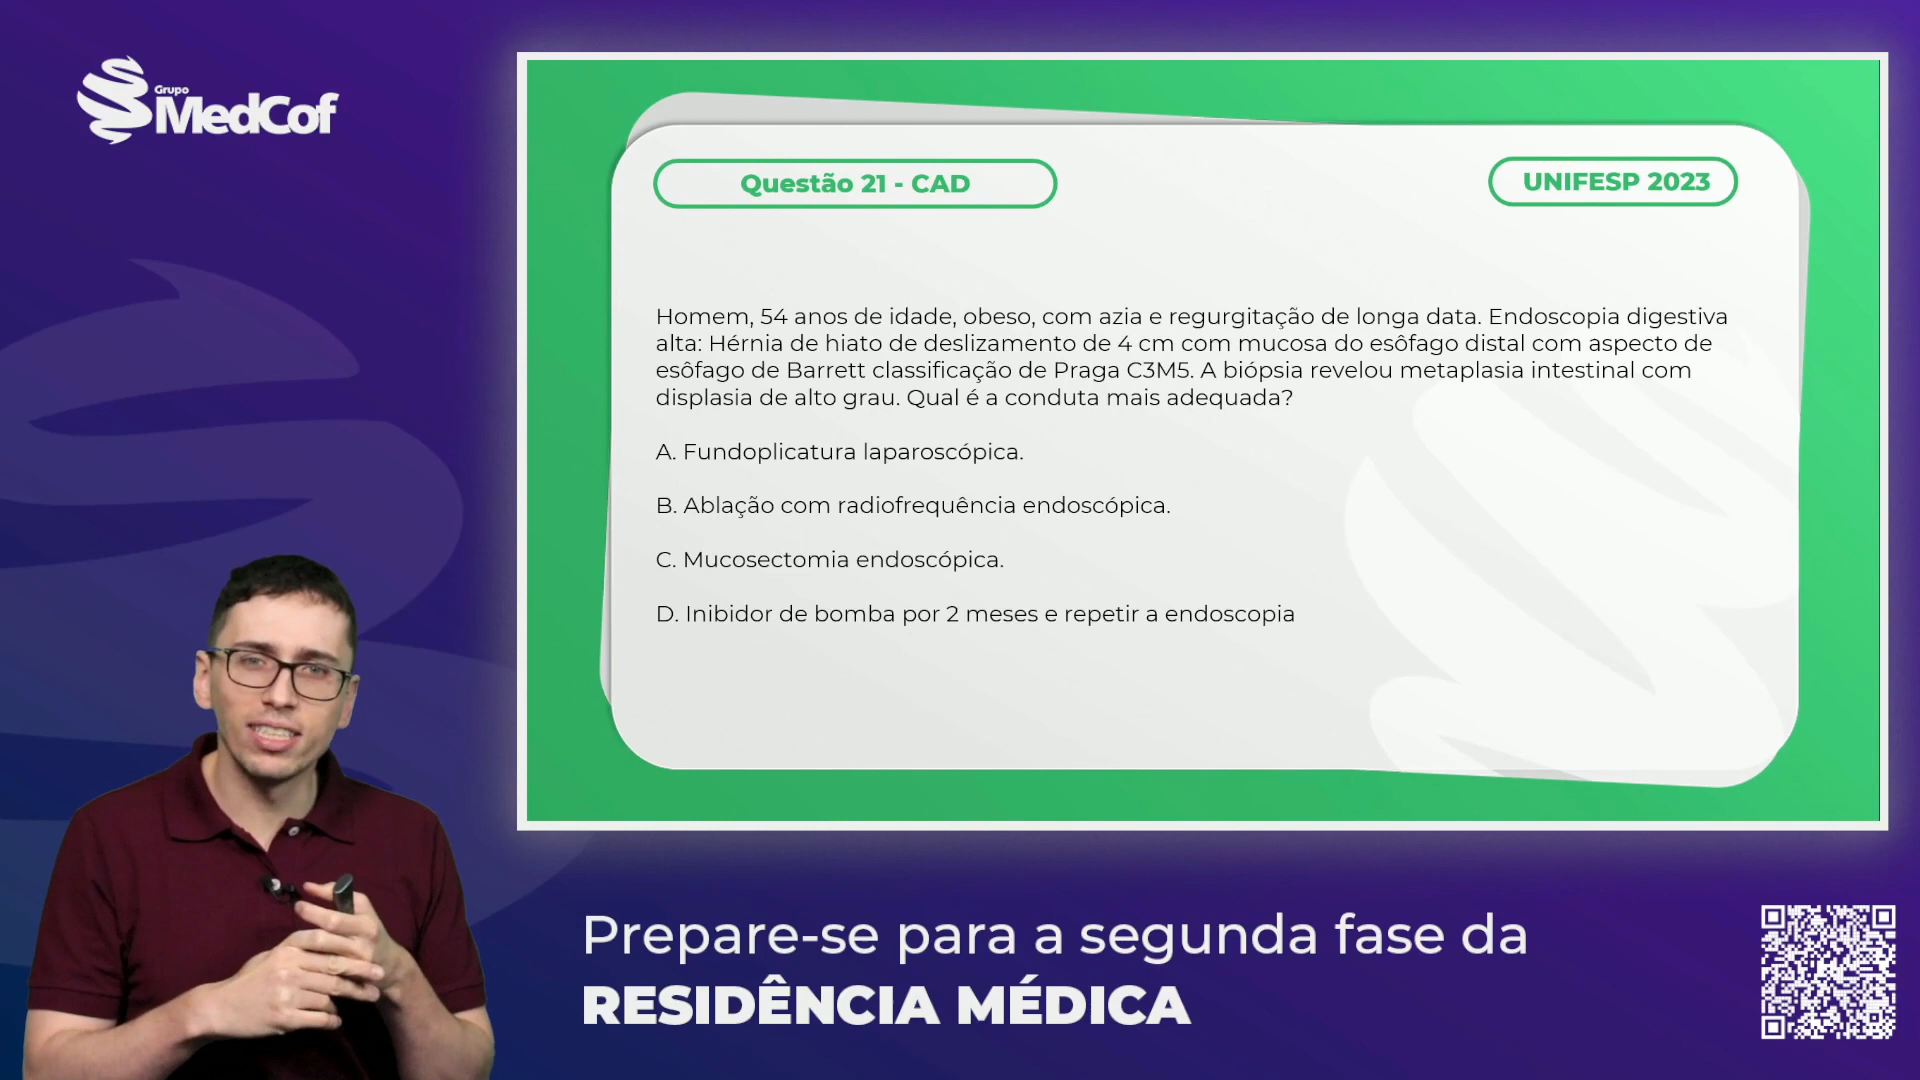 Grupo
MedCof
Questão 21 - CAD
UNIFESP 2023
Homem, 54 anos de idade, obeso, com azia e regurgitação de longa data. Endoscopia digestiva
alta: Hérnia de hiato de deslizamento de 4 cm com mucosa do esôfago distal com aspecto de
esôfago de Barrett classificação de Praga C3M5. A biópsia revelou metaplasia intestinal com
displasia de alto grau. Qual é a conduta mais adequada?
A. Fundoplicatura laparoscópica.
B. Ablação com radiofrequência endoscópica.
C. Mucosectomia endoscópica.
D. Inibidor de bomba por 2 meses e repetir a endoscopia
Prepare-se para a segunda fase da
RESIDÊNCIA MÉDICA